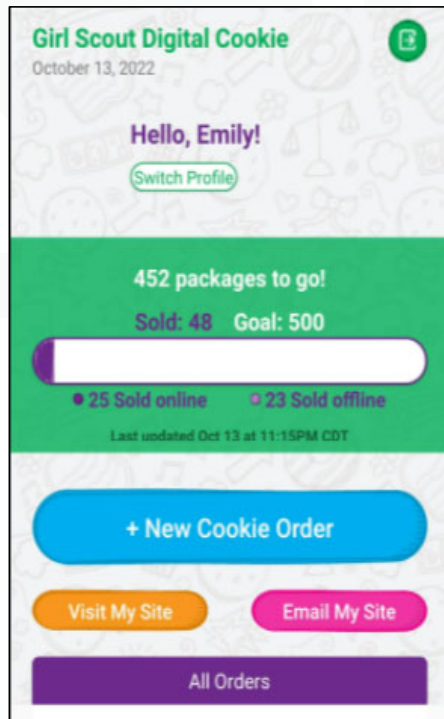 Girl Scout Digital Cookie
October 13, 2022
Hello, Emily!
Switch Profile
452 packages to go!
Sold: 48 Goal: 500
25 Sold online 23 Sold offline
Last updated Oct 13 at 11:15PM CDT
+ New Cookie Order
Visit My Site Email My Site
All Orders